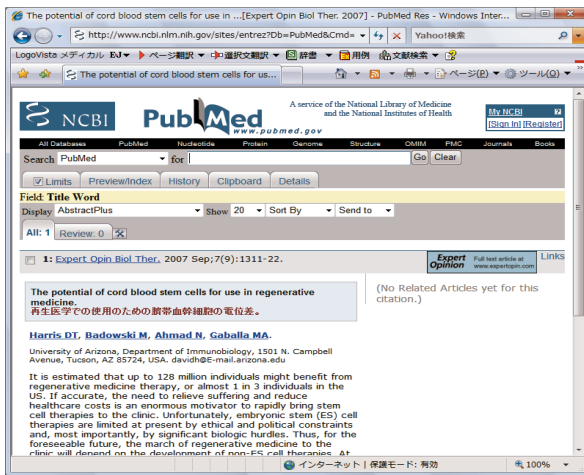 The potential of cord blood stem cells for use in ...[Expert Opin Biol Ther. 2007] - PubMed Res - Windows Inter...
http://www.ncbi.nlm.nih.gov/sites/entrez?Db=PubMed&Cmd= Yahoo!検索
LogoVista メディカル EJ ページ翻訳 選択文翻訳 辞書 用例 文献検索
The potential of cord blood stem cells for us... ページ(P) ツール(O)
A service of the National Library of Medicine
and the National Institutes of Health
NCBI PubMed
www.pubmed.gov
My NCBI
[Sign In] [Register]
All Databases PubMed Nucleotide Protein Genome Structure OMIM PMC Journals Books
Search PubMed for Go Clear
Limits Preview/Index History Clipboard Details
Field: Title Word
Display AbstractPlus Show 20 Sort By Send to
All: 1 Review: 0
1: Expert Opin Biol Ther. 2007 Sep;7(9):1311-22.
Expert Opinion Full text article at www.expertopin.com
Links
The potential of cord blood stem cells for use in regenerative
medicine.
再生医学での使用のための臍帯血幹細胞の電位差。
(No Related Articles yet for this
citation.)
Harris DT, Badowski M, Ahmad N, Gaballa MA.
University of Arizona, Department of Immunobiology, 1501 N. Campbell
Avenue, Tucson, AZ 85724, USA. davidh@E-mail.arizona.edu
It is estimated that up to 128 million individuals might benefit from
regenerative medicine therapy, or almost 1 in 3 individuals in the
US. If accurate, the need to relieve suffering and reduce
healthcare costs is an enormous motivator to rapidly bring stem
cell therapies to the clinic. Unfortunately, embryonic stem (ES) cell
therapies are limited at present by ethical and political constraints
and, most importantly, by significant biologic hurdles. Thus, for the
foreseeable future, the march of regenerative medicine to the
clinic will depend on the development of non-ES cell therapies. At
インターネット | 保護モード: 有効 100%